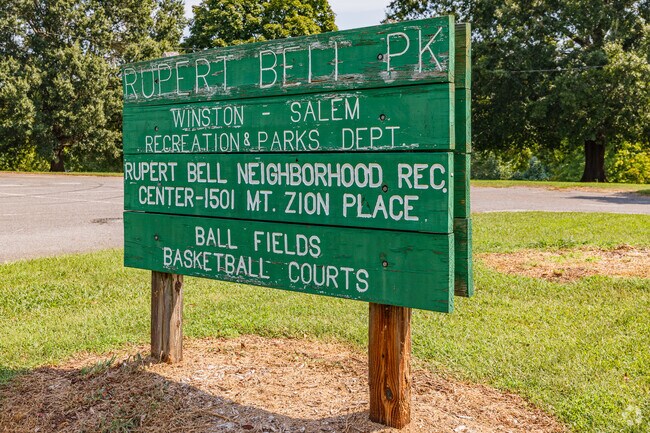 RUPERT BELL PK
WINSTON - SALEM
RECREATION & PARKS DEPT
RUPERT BELL NEIGHBORHOOD REC.
CENTER-1501 MT. ZION PLACE
BALL FIELDS
BASKETBALL COURTS